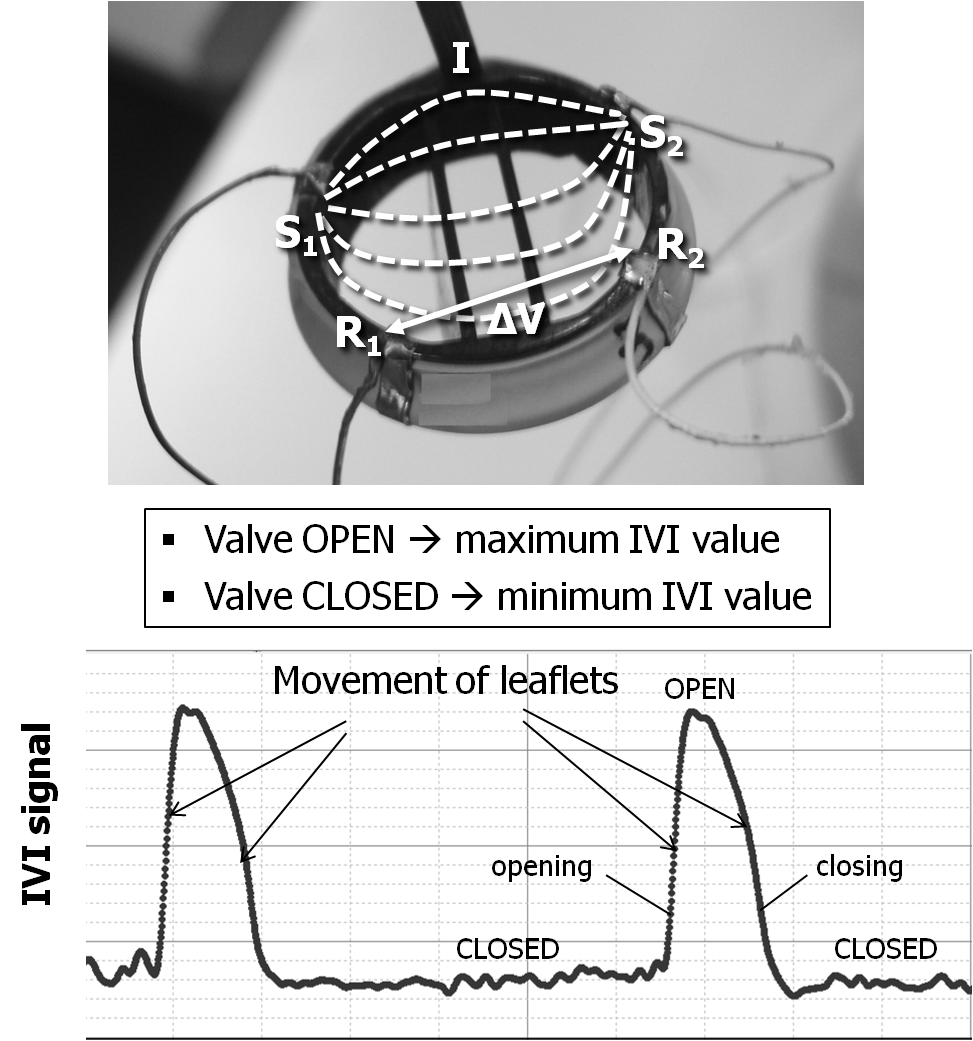 I
S2
S1
R2
R1
ΔV
▪ Valve OPEN → maximum IVI value
▪ Valve CLOSED → minimum IVI value
Movement of leaflets
OPEN
IVI signal
opening
closing
CLOSED
CLOSED